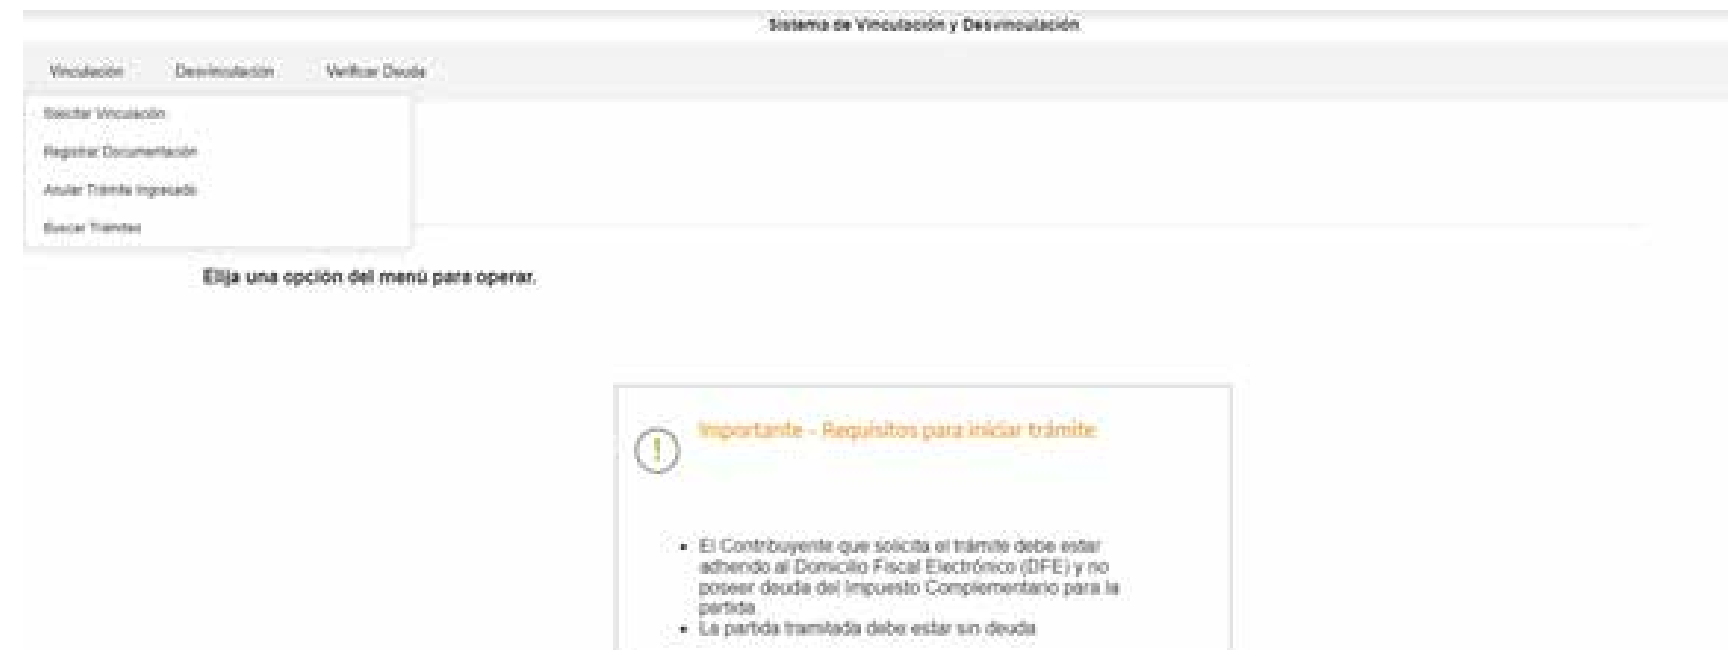 Sistema de Vinculación y Desvinculación
Vinculación Desvinculación Verificar Deuda
Solicitar Vinculación
Registrar Documentación
Anular Trámite Ingresado
Buscar Trámites
Elija una opción del menú para operar.
Importante - Requisitos para iniciar trámite
• El Contribuyente que solicita el trámite debe estar
adherido al Domicilio Fiscal Electrónico (DFE) y no
poseer deuda del Impuesto Complementario para la
partida
• La partida tramitada debe estar sin deuda